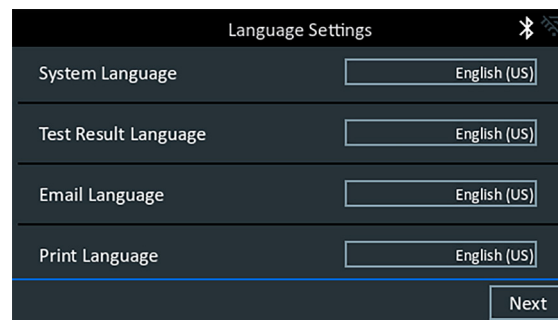 Language Settings
System Language English (US)
Test Result Language English (US)
Email Language English (US)
Print Language English (US)
Next